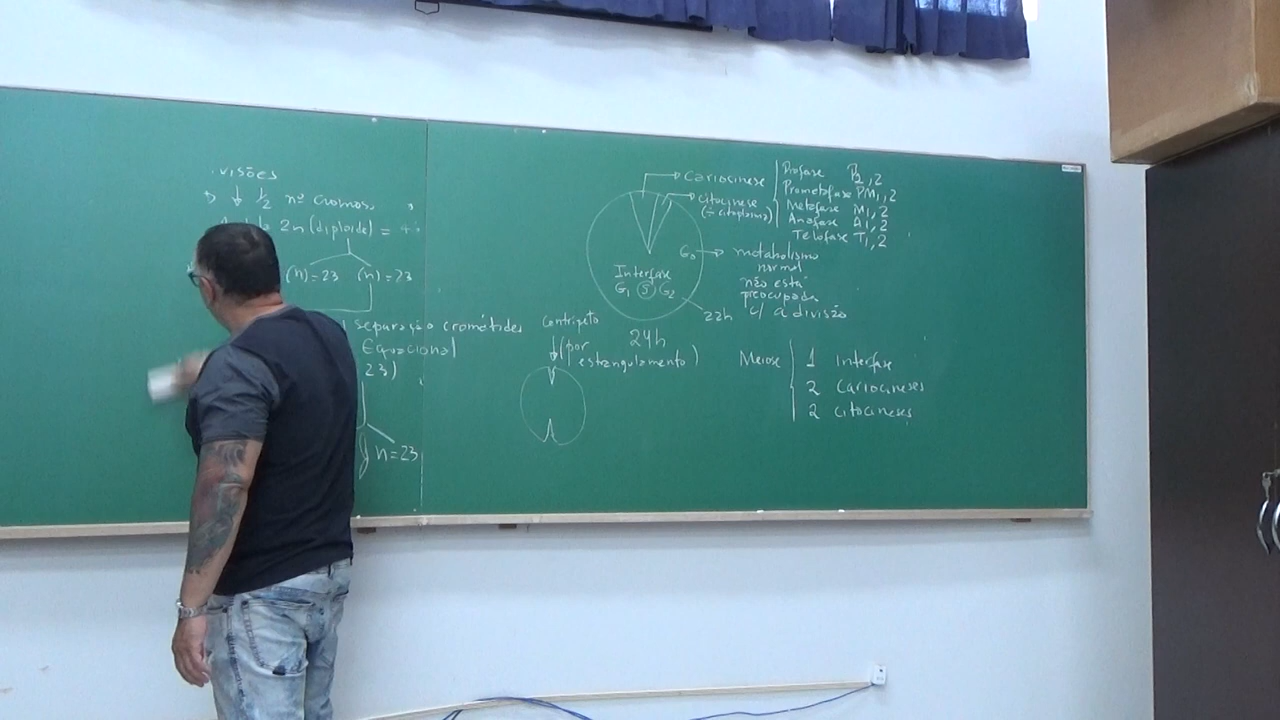 visões
½ nº cromos.
2n (diploide) =
(n)=23 (n)=23
separação cromátides
Equacional
23)
n=23
Centrípeto
(por
estrangulamento)
cariocinese
citocinese
(÷ citoplasma)
Prófase P1,2
Prometáfase PM1,2
Metáfase M1,2
Anáfase A1,2
Telófase T1,2
Interfase
G1 S G2
G0 → metabolismo
normal
não está
preocupada
c/ a divisão
22h
24h
Meiose
1 Interfase
2 cariocineses
2 citocineses